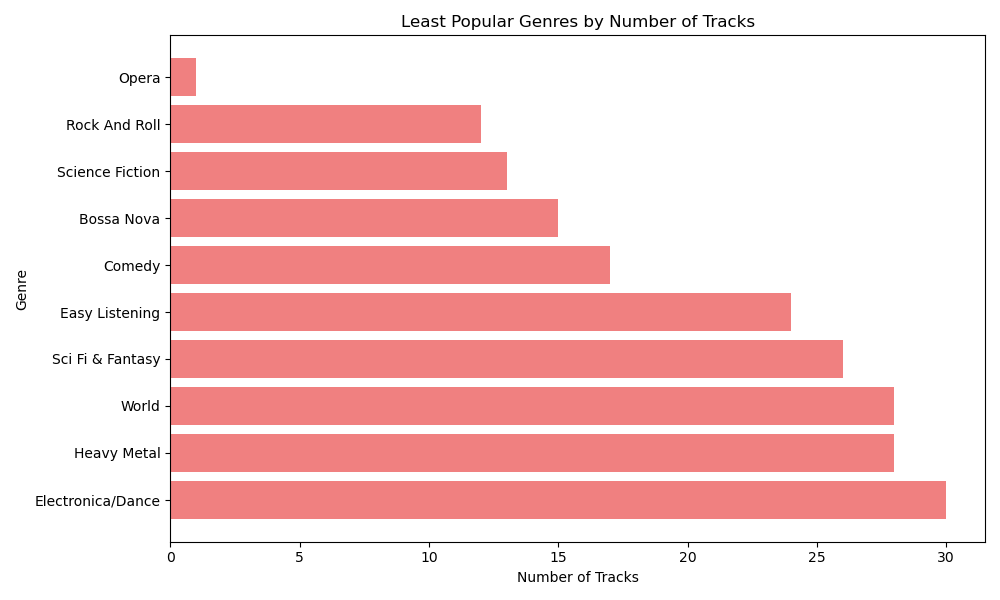 Least Popular Genres by Number of Tracks
Genre
Opera
Rock And Roll
Science Fiction
Bossa Nova
Comedy
Easy Listening
Sci Fi & Fantasy
World
Heavy Metal
Electronica/Dance
0 5 10 15 20 25 30
Number of Tracks